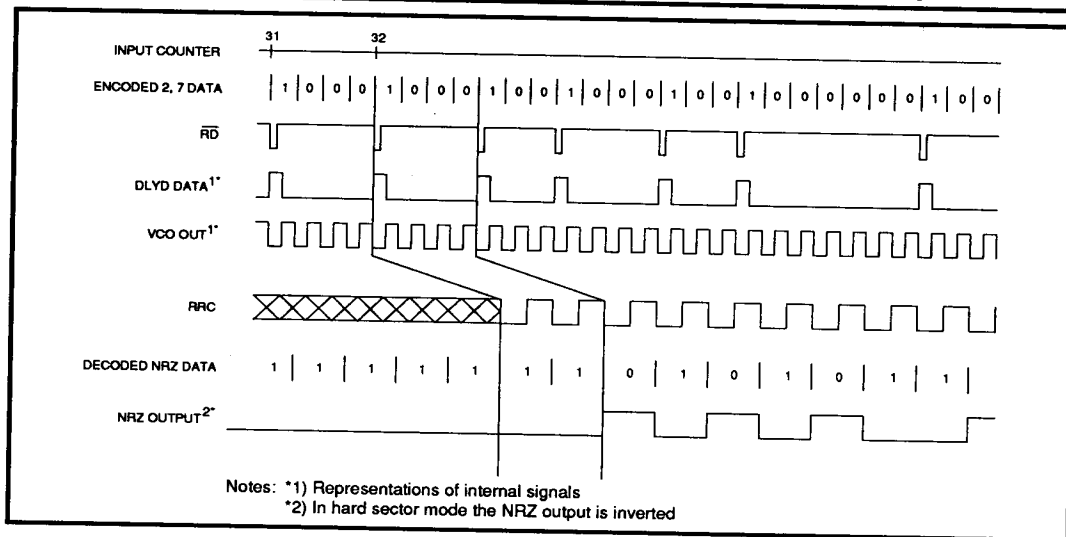 31 32
INPUT COUNTER
ENCODED 2, 7 DATA | 1 | 0 | 0 | 0 | 1 | 0 | 0 | 0 | 1 | 0 | 0 | 1 | 0 | 0 | 0 | 1 | 0 | 0 | 1 | 0 | 0 | 0 | 0 | 0 | 0 | 1 | 0 | 0
RD
DLYD DATA1*
VCO OUT1*
RRC
DECODED NRZ DATA 1 | 1 | 1 | 1 | 1 | 1 | 1 | 0 | 1 | 0 | 1 | 0 | 1 | 1 |
NRZ OUTPUT2*
Notes: *1) Representations of internal signals
*2) In hard sector mode the NRZ output is inverted